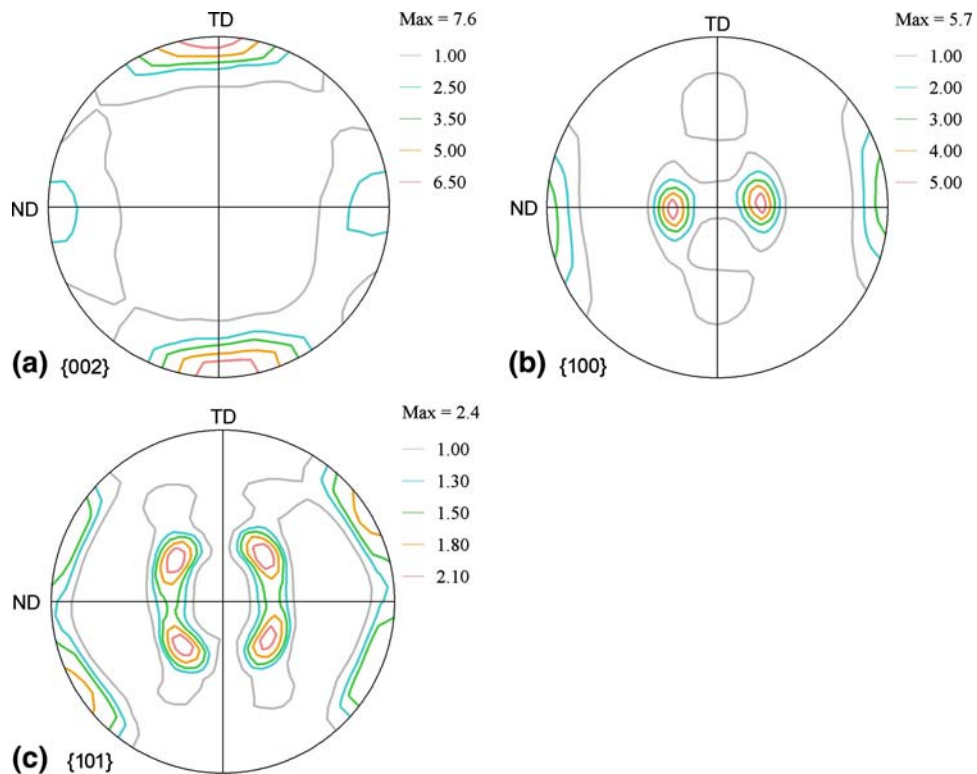 TD
Max = 7.6
1.00
2.50
3.50
5.00
6.50
ND
(a) {002}
TD
Max = 5.7
1.00
2.00
3.00
4.00
5.00
ND
(b) {100}
TD
Max = 2.4
1.00
1.30
1.50
1.80
2.10
ND
(c) {101}